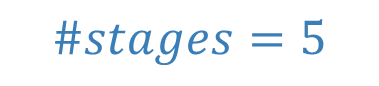 #stages = 5